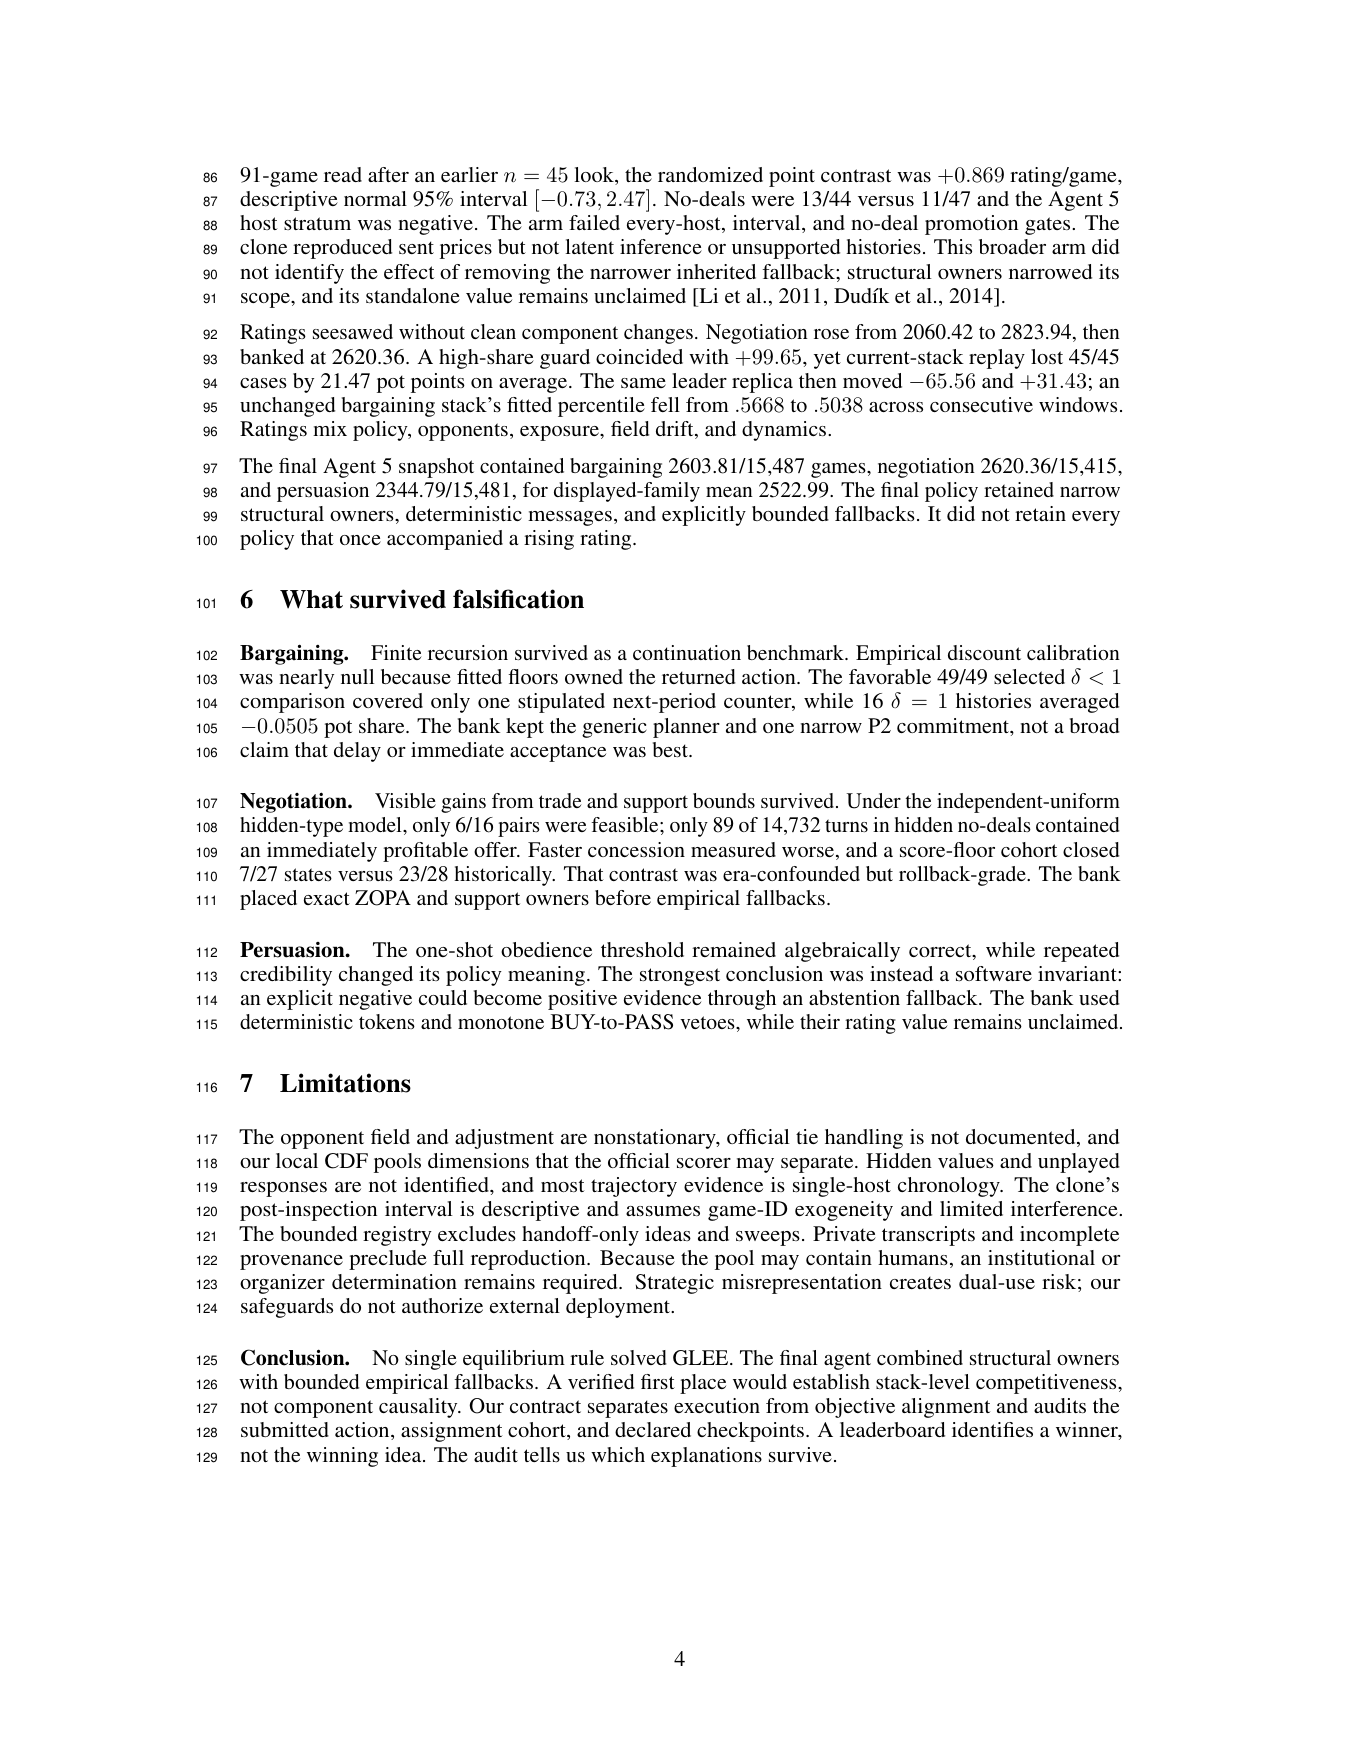 86 91-game read after an earlier n = 45 look, the randomized point contrast was +0.869 rating/game,
87 descriptive normal 95% interval [−0.73, 2.47]. No-deals were 13/44 versus 11/47 and the Agent 5
88 host stratum was negative. The arm failed every-host, interval, and no-deal promotion gates. The
89 clone reproduced sent prices but not latent inference or unsupported histories. This broader arm did
90 not identify the effect of removing the narrower inherited fallback; structural owners narrowed its
91 scope, and its standalone value remains unclaimed [Li et al., 2011, Dudík et al., 2014].
92 Ratings seesawed without clean component changes. Negotiation rose from 2060.42 to 2823.94, then
93 banked at 2620.36. A high-share guard coincided with +99.65, yet current-stack replay lost 45/45
94 cases by 21.47 pot points on average. The same leader replica then moved −65.56 and +31.43; an
95 unchanged bargaining stack's fitted percentile fell from .5668 to .5038 across consecutive windows.
96 Ratings mix policy, opponents, exposure, field drift, and dynamics.
97 The final Agent 5 snapshot contained bargaining 2603.81/15,487 games, negotiation 2620.36/15,415,
98 and persuasion 2344.79/15,481, for displayed-family mean 2522.99. The final policy retained narrow
99 structural owners, deterministic messages, and explicitly bounded fallbacks. It did not retain every
100 policy that once accompanied a rising rating.
101 6 What survived falsification
102 Bargaining. Finite recursion survived as a continuation benchmark. Empirical discount calibration
103 was nearly null because fitted floors owned the returned action. The favorable 49/49 selected δ < 1
104 comparison covered only one stipulated next-period counter, while 16 δ = 1 histories averaged
105 −0.0505 pot share. The bank kept the generic planner and one narrow P2 commitment, not a broad
106 claim that delay or immediate acceptance was best.
107 Negotiation. Visible gains from trade and support bounds survived. Under the independent-uniform
108 hidden-type model, only 6/16 pairs were feasible; only 89 of 14,732 turns in hidden no-deals contained
109 an immediately profitable offer. Faster concession measured worse, and a score-floor cohort closed
110 7/27 states versus 23/28 historically. That contrast was era-confounded but rollback-grade. The bank
111 placed exact ZOPA and support owners before empirical fallbacks.
112 Persuasion. The one-shot obedience threshold remained algebraically correct, while repeated
113 credibility changed its policy meaning. The strongest conclusion was instead a software invariant:
114 an explicit negative could become positive evidence through an abstention fallback. The bank used
115 deterministic tokens and monotone BUY-to-PASS vetoes, while their rating value remains unclaimed.
116 7 Limitations
117 The opponent field and adjustment are nonstationary, official tie handling is not documented, and
118 our local CDF pools dimensions that the official scorer may separate. Hidden values and unplayed
119 responses are not identified, and most trajectory evidence is single-host chronology. The clone's
120 post-inspection interval is descriptive and assumes game-ID exogeneity and limited interference.
121 The bounded registry excludes handoff-only ideas and sweeps. Private transcripts and incomplete
122 provenance preclude full reproduction. Because the pool may contain humans, an institutional or
123 organizer determination remains required. Strategic misrepresentation creates dual-use risk; our
124 safeguards do not authorize external deployment.
125 Conclusion. No single equilibrium rule solved GLEE. The final agent combined structural owners
126 with bounded empirical fallbacks. A verified first place would establish stack-level competitiveness,
127 not component causality. Our contract separates execution from objective alignment and audits the
128 submitted action, assignment cohort, and declared checkpoints. A leaderboard identifies a winner,
129 not the winning idea. The audit tells us which explanations survive.
4